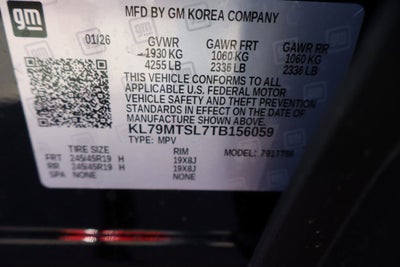 gm
MFD BY GM KOREA COMPANY
01/26 GVWR GAWR FRT GAWR RR
1930 KG 1060 KG 1060 KG
4255 LB 2336 LB 2336 LB
THIS VEHICLE CONFORMS TO ALL
APPLICABLE U.S. FEDERAL MOTOR
VEHICLE SAFETY AND THEFT PREVENTION
STANDARDS IN EFFECT ON THE DATE OF
MANUFACTURE SHOWN ABOVE.
KL79MTSL7TB156059
TYPE: MPV MODEL:
TIRE SIZE RIM
FRT 245/45R19 H 19X8J
RR 245/45R19 H 19X8J
SPA NONE NONE